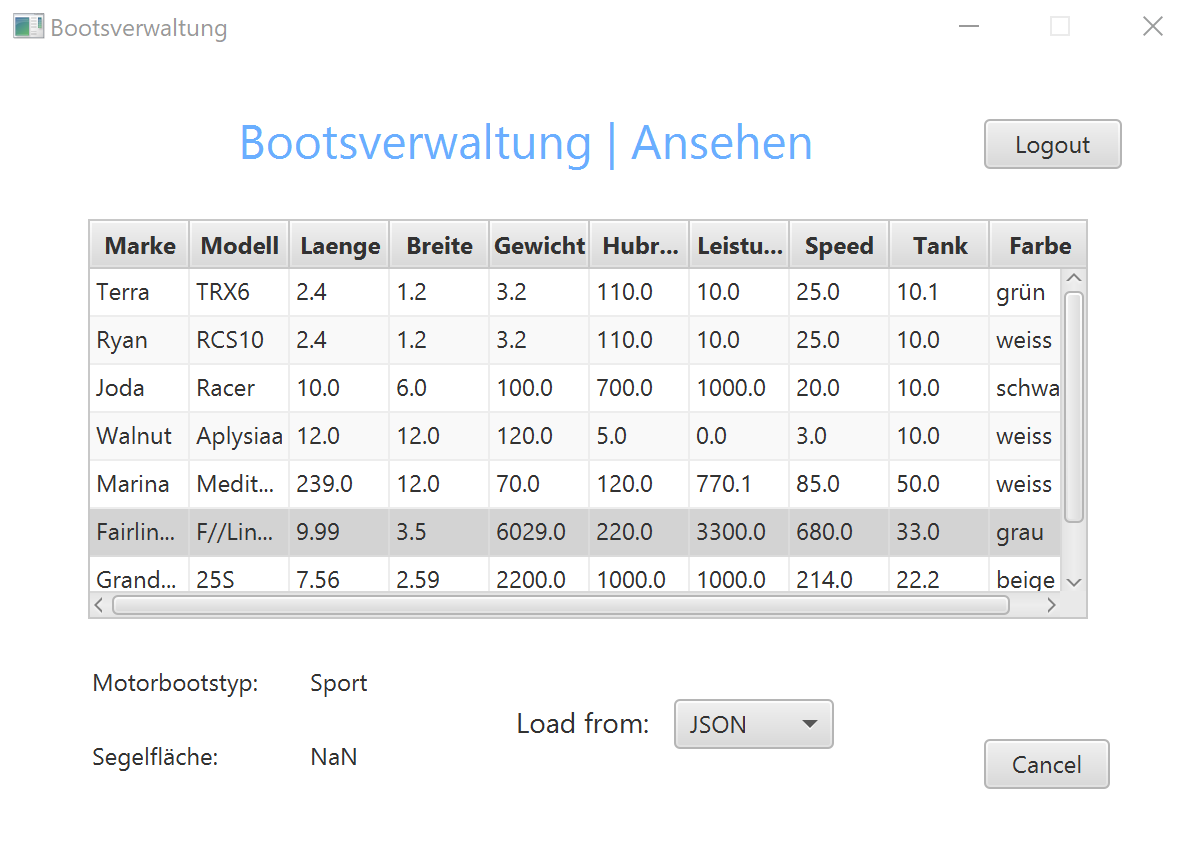 Bootsverwaltung
Bootsverwaltung | Ansehen
Logout
Marke Modell Laenge Breite Gewicht Hubr... Leistu... Speed Tank Farbe
Terra TRX6 2.4 1.2 3.2 110.0 10.0 25.0 10.1 grün
Ryan RCS10 2.4 1.2 3.2 110.0 10.0 25.0 10.0 weiss
Joda Racer 10.0 6.0 100.0 700.0 1000.0 20.0 10.0 schwa
Walnut Aplysiaa 12.0 12.0 120.0 5.0 0.0 3.0 10.0 weiss
Marina Medit... 239.0 12.0 70.0 120.0 770.1 85.0 50.0 weiss
Fairlin... F//Lin... 9.99 3.5 6029.0 220.0 3300.0 680.0 33.0 grau
Grand... 25S 7.56 2.59 2200.0 1000.0 1000.0 214.0 22.2 beige
Motorbootstyp: Sport
Load from: JSON
Segelfläche: NaN
Cancel